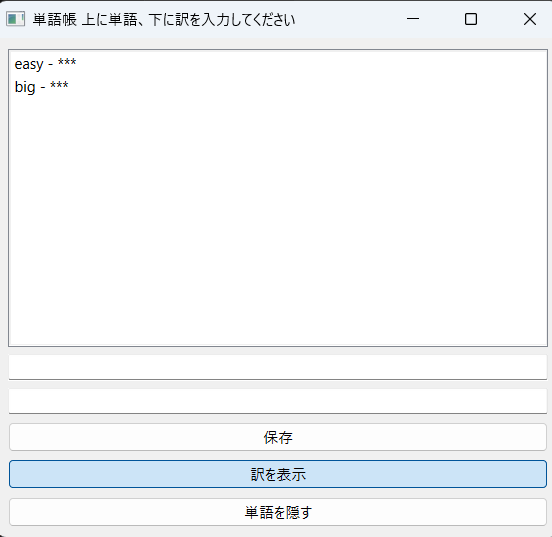 単語帳 上に単語、下に訳を入力してください
easy - ***
big - ***
保存
訳を表示
単語を隠す